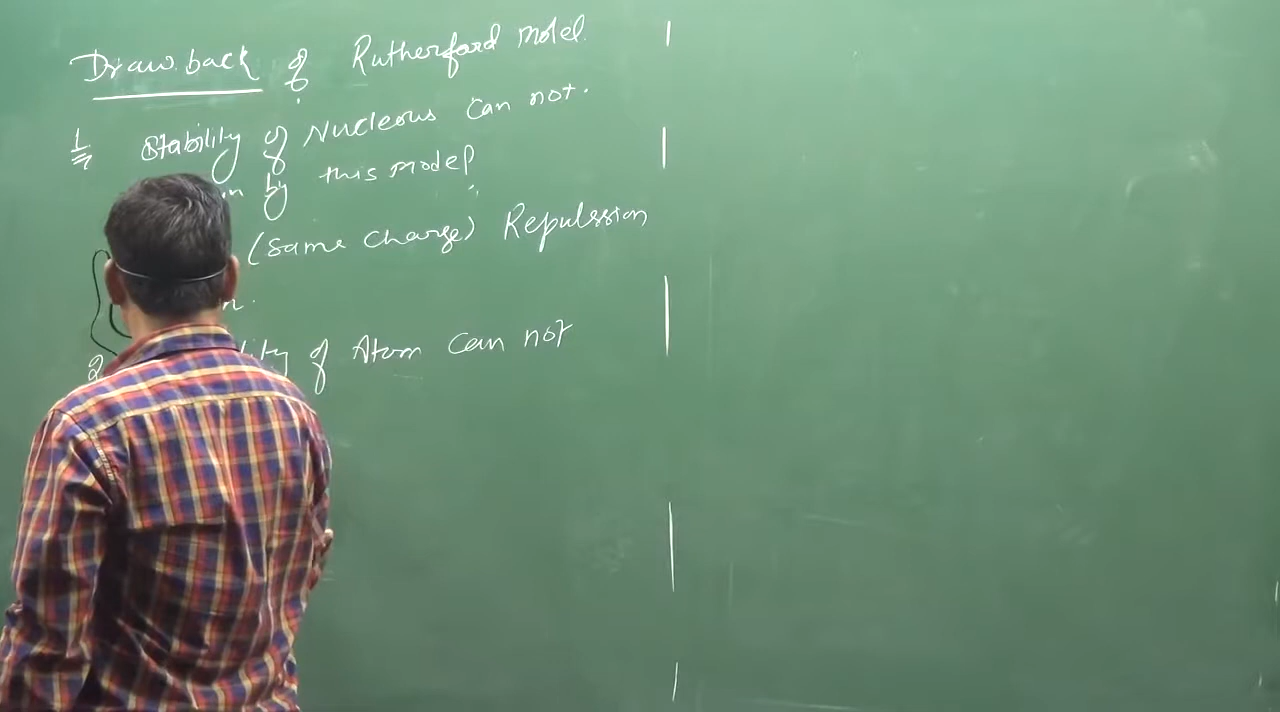 Draw back of Rutherford Model.
1 Stability of Nucleous can not.
by this model
(same charge) Repulssion
2 of Atom can not